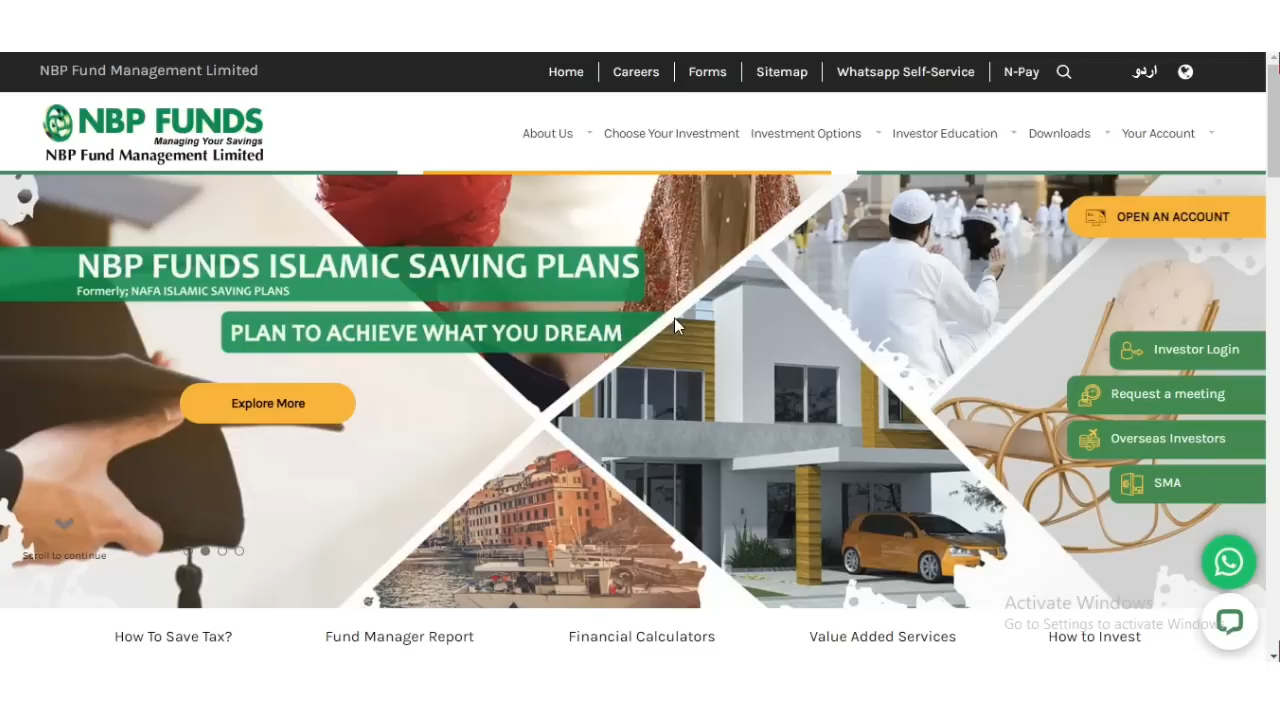 NBP Fund Management Limited
Home
Careers
Forms
Sitemap
Whatsapp Self-Service
N-Pay
اردو
NBP FUNDS
Managing Your Savings
NBP Fund Management Limited
About Us
Choose Your Investment
Investment Options
Investor Education
Downloads
Your Account
OPEN AN ACCOUNT
NBP FUNDS ISLAMIC SAVING PLANS
Formerly; NAFA ISLAMIC SAVING PLANS
PLAN TO ACHIEVE WHAT YOU DREAM
Explore More
Investor Login
Request a meeting
Overseas Investors
SMA
Scroll to continue
Activate Windows
Go to Settings to activate Windows
How To Save Tax?
Fund Manager Report
Financial Calculators
Value Added Services
How to Invest